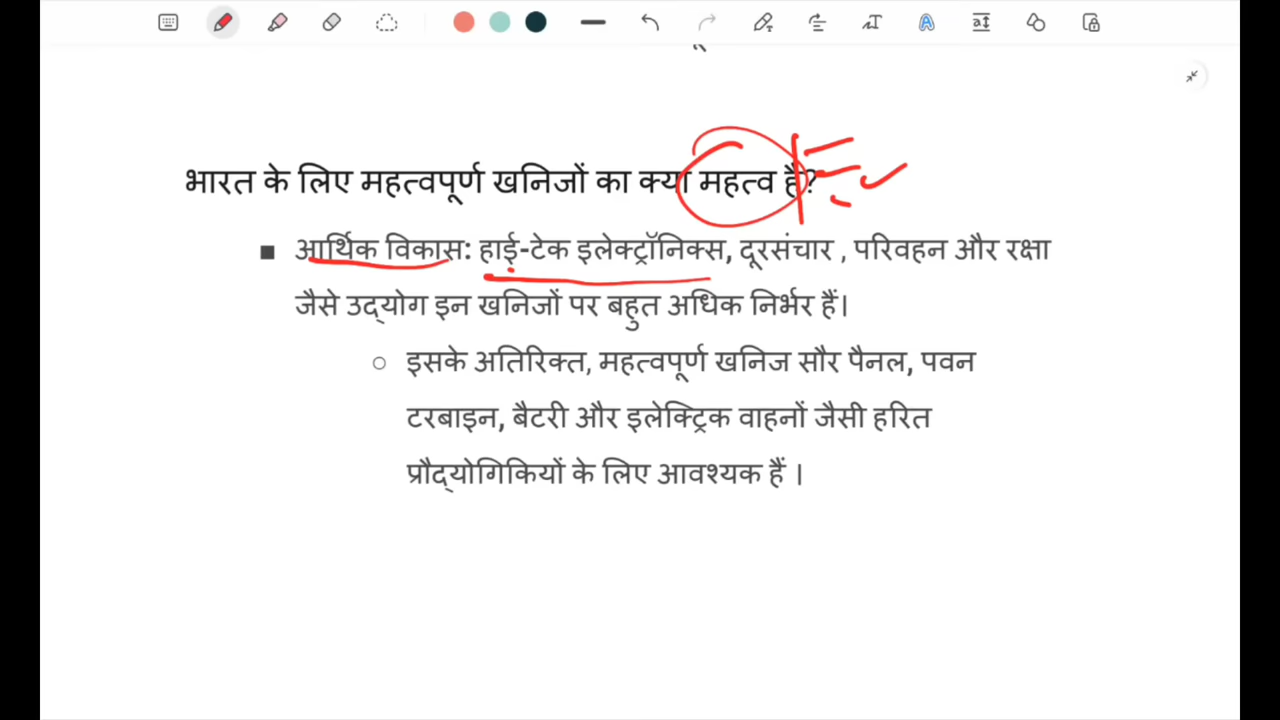 भारत के लिए महत्वपूर्ण खनिजों का क्या महत्व है?
■ आर्थिक विकास: हाई-टेक इलेक्ट्रॉनिक्स, दूरसंचार , परिवहन और रक्षा
जैसे उद्योग इन खनिजों पर बहुत अधिक निर्भर हैं।
○ इसके अतिरिक्त, महत्वपूर्ण खनिज सौर पैनल, पवन
टरबाइन, बैटरी और इलेक्ट्रिक वाहनों जैसी हरित
प्रौद्योगिकियों के लिए आवश्यक हैं ।